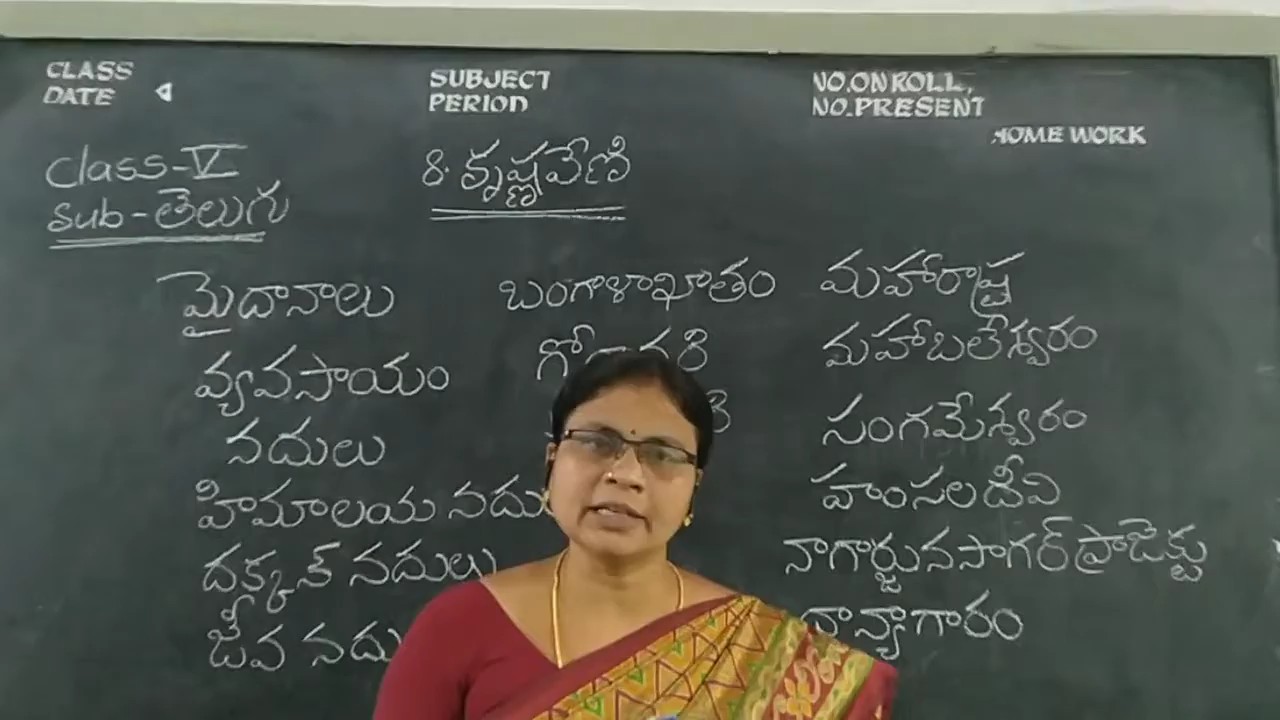 CLASS
DATE
SUBJECT
PERIOD
NO.ON ROLL,
NO.PRESENT
HOME WORK
Class-V
Sub-తెలుగు
8. కృష్ణవేణి
మైదానాలు
వ్యవసాయం
నదులు
హిమాలయ
దక్కన్ నదులు
జీవ
బంగాళాఖాతం
మహారాష్ట్ర
మహాబలేశ్వరం
సంగమేశ్వరం
హంసలదీవి
నాగార్జునసాగర్ ప్రాజెక్టు